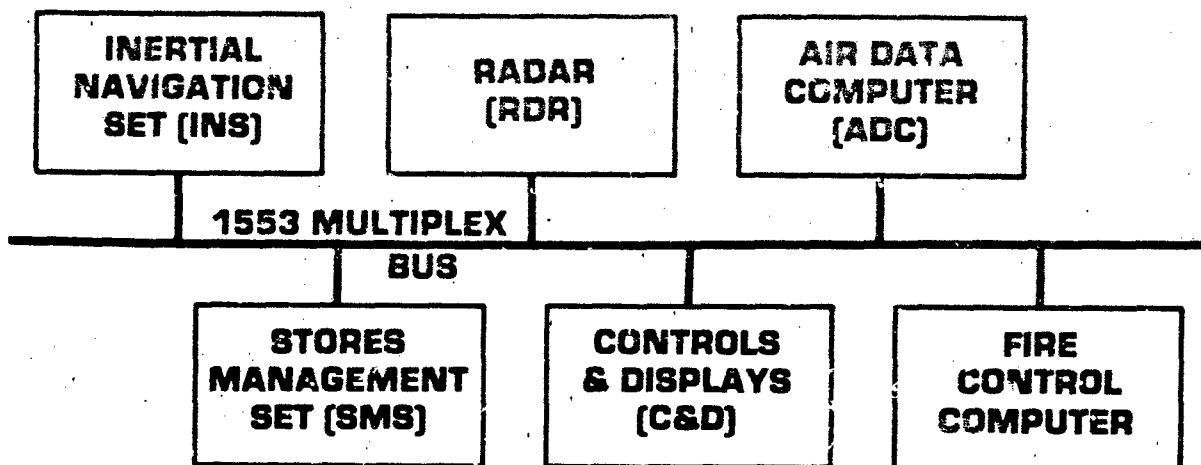 INERTIAL
NAVIGATION
SET (INS)
RADAR
(RDR)
AIR DATA
COMPUTER
(ADC)
1553 MULTIPLEX
BUS
STORES
MANAGEMENT
SET (SMS)
CONTROLS
& DISPLAYS
(C&D)
FIRE
CONTROL
COMPUTER